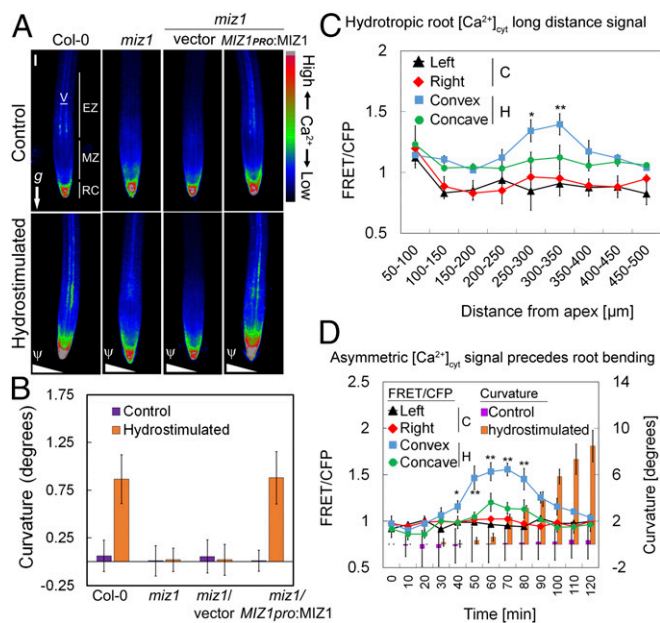 A
Col-0
miz1
miz1
vector MIZ1PRO:MIZ1
Control
Hydrostimulated
I
V
EZ
MZ
RC
g
Ψ
Ψ
Ψ
Ψ
High
Ca²⁺
Low
B
Curvature (degrees)
1.75
1.25
0.75
0.25
-0.25
Control
Hydrostimulated
Col-0 miz1 miz1/ miz1/
vector MIZ1pro:MIZ1
C Hydrotropic root [Ca²⁺]cyt long distance signal
FRET/CFP
2
1.5
1
0.5
Left
Right
C
Convex
Concave
H
* **
50-100 100-150 150-200 200-250 250-300 300-350 350-400 400-450 450-500
Distance from apex [µm]
D
Asymmetric [Ca²⁺]cyt signal precedes root bending
FRET/CFP
2.5
2
1.5
1
0.5
FRET/CFP Curvature
Left
Right
C
Convex
Concave
H
Control
hydrostimulated
* ** ** ** **
14
10
6
2
-2
Curvature [degrees]
0 10 20 30 40 50 60 70 80 90 100 110 120
Time [min]